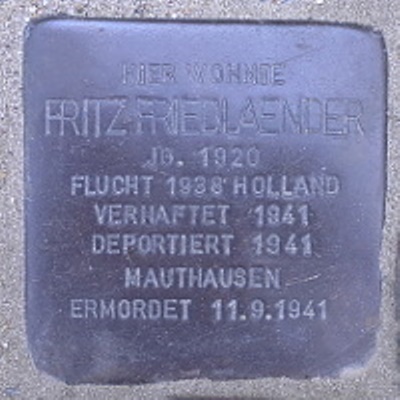 HIER WOHNTE
FRITZ FRIEDLAENDER
JG. 1920
FLUCHT 1938 HOLLAND
VERHAFTET 1941
DEPORTIERT 1941
MAUTHAUSEN
ERMORDET 11.9.1941